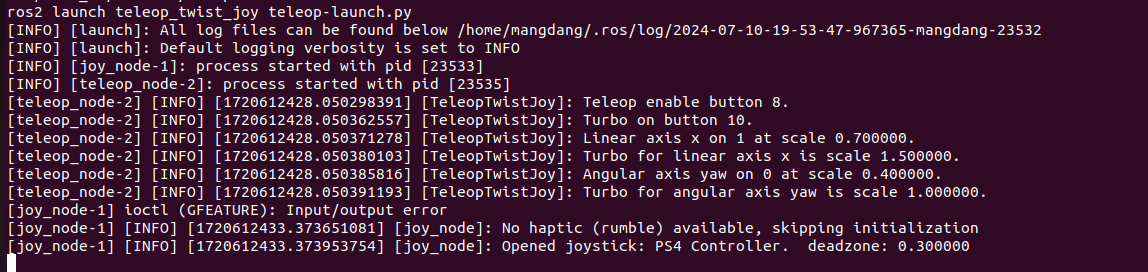 ros2 launch teleop_twist_joy teleop-launch.py
[INFO] [launch]: All log files can be found below /home/mangdang/.ros/log/2024-07-10-19-53-47-967365-mangdang-23532
[INFO] [launch]: Default logging verbosity is set to INFO
[INFO] [joy_node-1]: process started with pid [23533]
[INFO] [teleop_node-2]: process started with pid [23535]
[teleop_node-2] [INFO] [1720612428.050298391] [TeleopTwistJoy]: Teleop enable button 8.
[teleop_node-2] [INFO] [1720612428.050362557] [TeleopTwistJoy]: Turbo on button 10.
[teleop_node-2] [INFO] [1720612428.050371278] [TeleopTwistJoy]: Linear axis x on 1 at scale 0.700000.
[teleop_node-2] [INFO] [1720612428.050380103] [TeleopTwistJoy]: Turbo for linear axis x is scale 1.500000.
[teleop_node-2] [INFO] [1720612428.050385816] [TeleopTwistJoy]: Angular axis yaw on 0 at scale 0.400000.
[teleop_node-2] [INFO] [1720612428.050391193] [TeleopTwistJoy]: Turbo for angular axis yaw is scale 1.000000.
[joy_node-1] ioctl (GFEATURE): Input/output error
[joy_node-1] [INFO] [1720612433.373651081] [joy_node]: No haptic (rumble) available, skipping initialization
[joy_node-1] [INFO] [1720612433.373953754] [joy_node]: Opened joystick: PS4 Controller.  deadzone: 0.300000